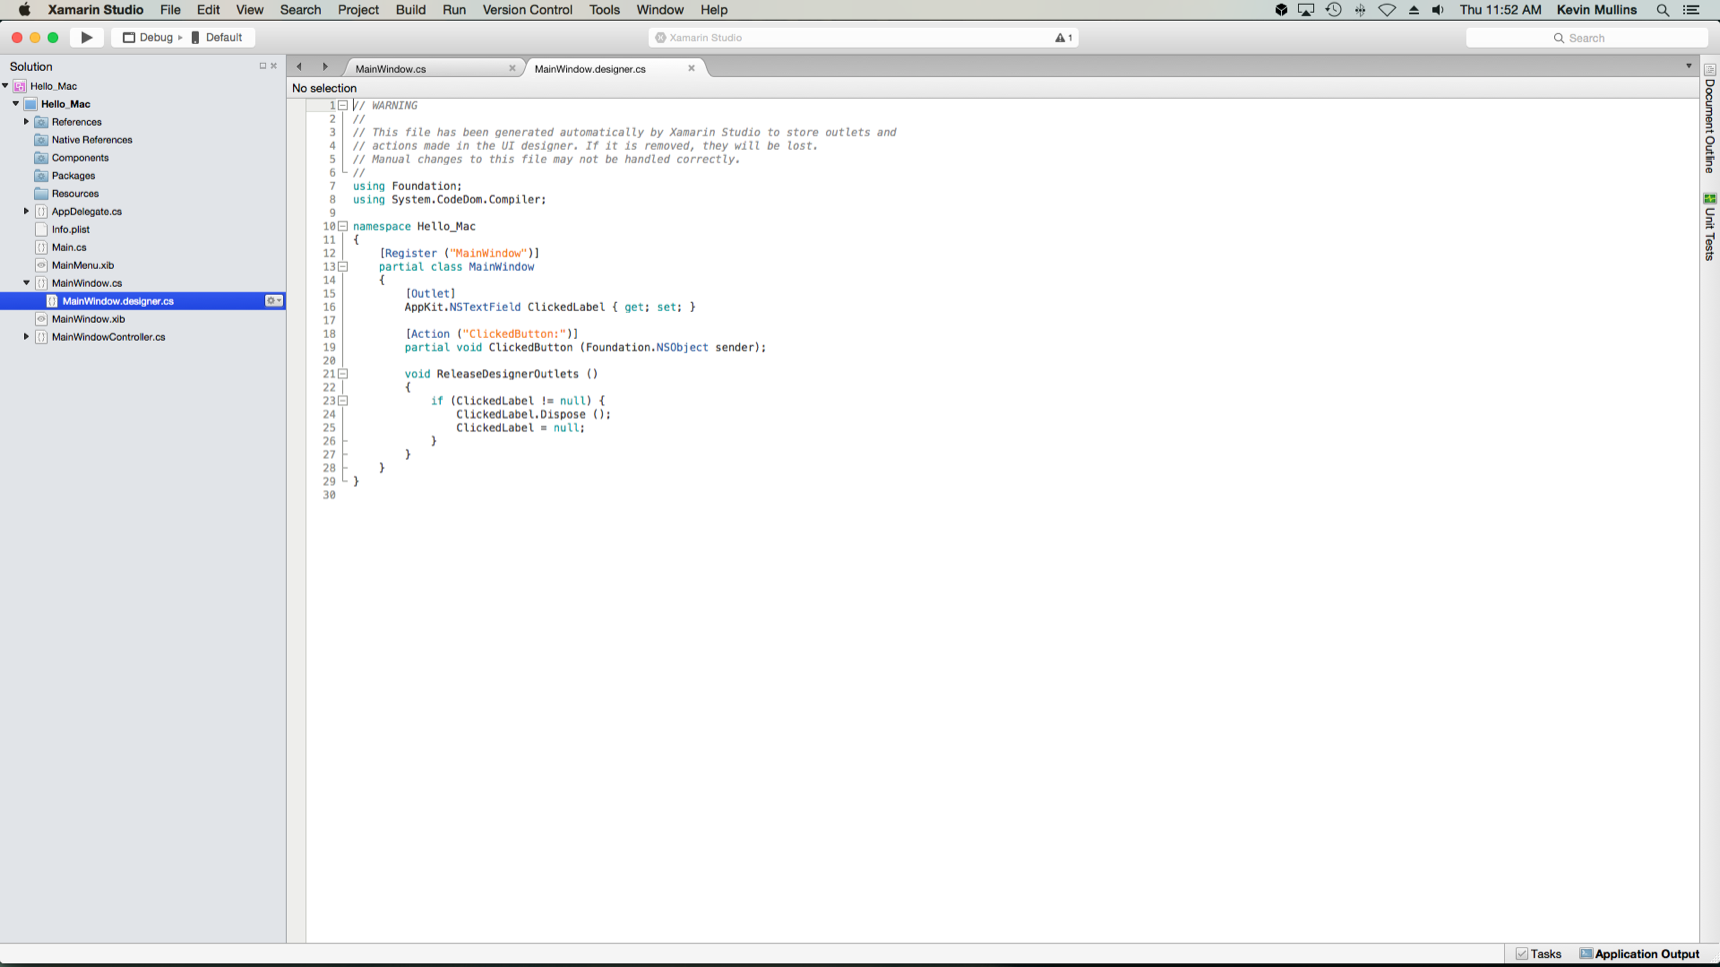 Xamarin Studio File Edit View Search Project Build Run Version Control Tools Window Help Thu 11:52 AM Kevin Mullins
Debug Default Xamarin Studio 1 Search
Solution
Hello_Mac
Hello_Mac
References
Native References
Components
Packages
Resources
AppDelegate.cs
Info.plist
Main.cs
MainMenu.xib
MainWindow.cs
MainWindow.designer.cs
MainWindow.xib
MainWindowController.cs
MainWindow.cs MainWindow.designer.cs
No selection
1 // WARNING
2 //
3 // This file has been generated automatically by Xamarin Studio to store outlets and
4 // actions made in the UI designer. If it is removed, they will be lost.
5 // Manual changes to this file may not be handled correctly.
6 //
7 using Foundation;
8 using System.CodeDom.Compiler;
9
10 namespace Hello_Mac
11 {
12 [Register ("MainWindow")]
13 partial class MainWindow
14 {
15 [Outlet]
16 AppKit.NSTextField ClickedLabel { get; set; }
17
18 [Action ("ClickedButton:")]
19 partial void ClickedButton (Foundation.NSObject sender);
20
21 void ReleaseDesignerOutlets ()
22 {
23 if (ClickedLabel != null) {
24 ClickedLabel.Dispose ();
25 ClickedLabel = null;
26 }
27 }
28 }
29 }
30
Document Outline
Unit Tests
Tasks Application Output